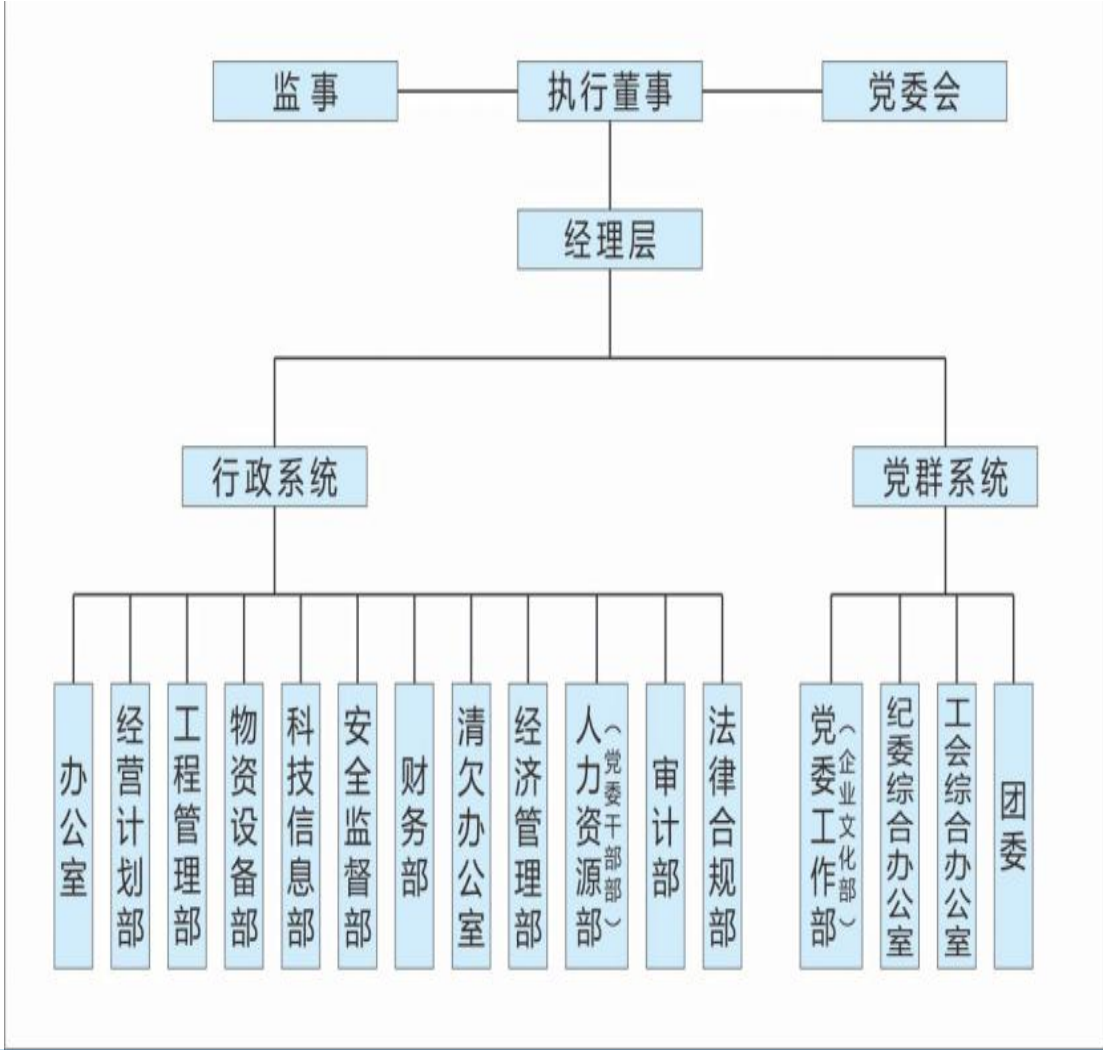 监事
执行董事
党委会
经理层
行政系统
党群系统
办公室
经营计划部
工程管理部
物资设备部
科技信息部
安全监督部
财务部
清欠办公室
经济管理部
人力资源部
（党委干部部）
审计部
法律合规部
党委工作部
（企业文化部）
纪委综合办公室
工会综合办公室
团委